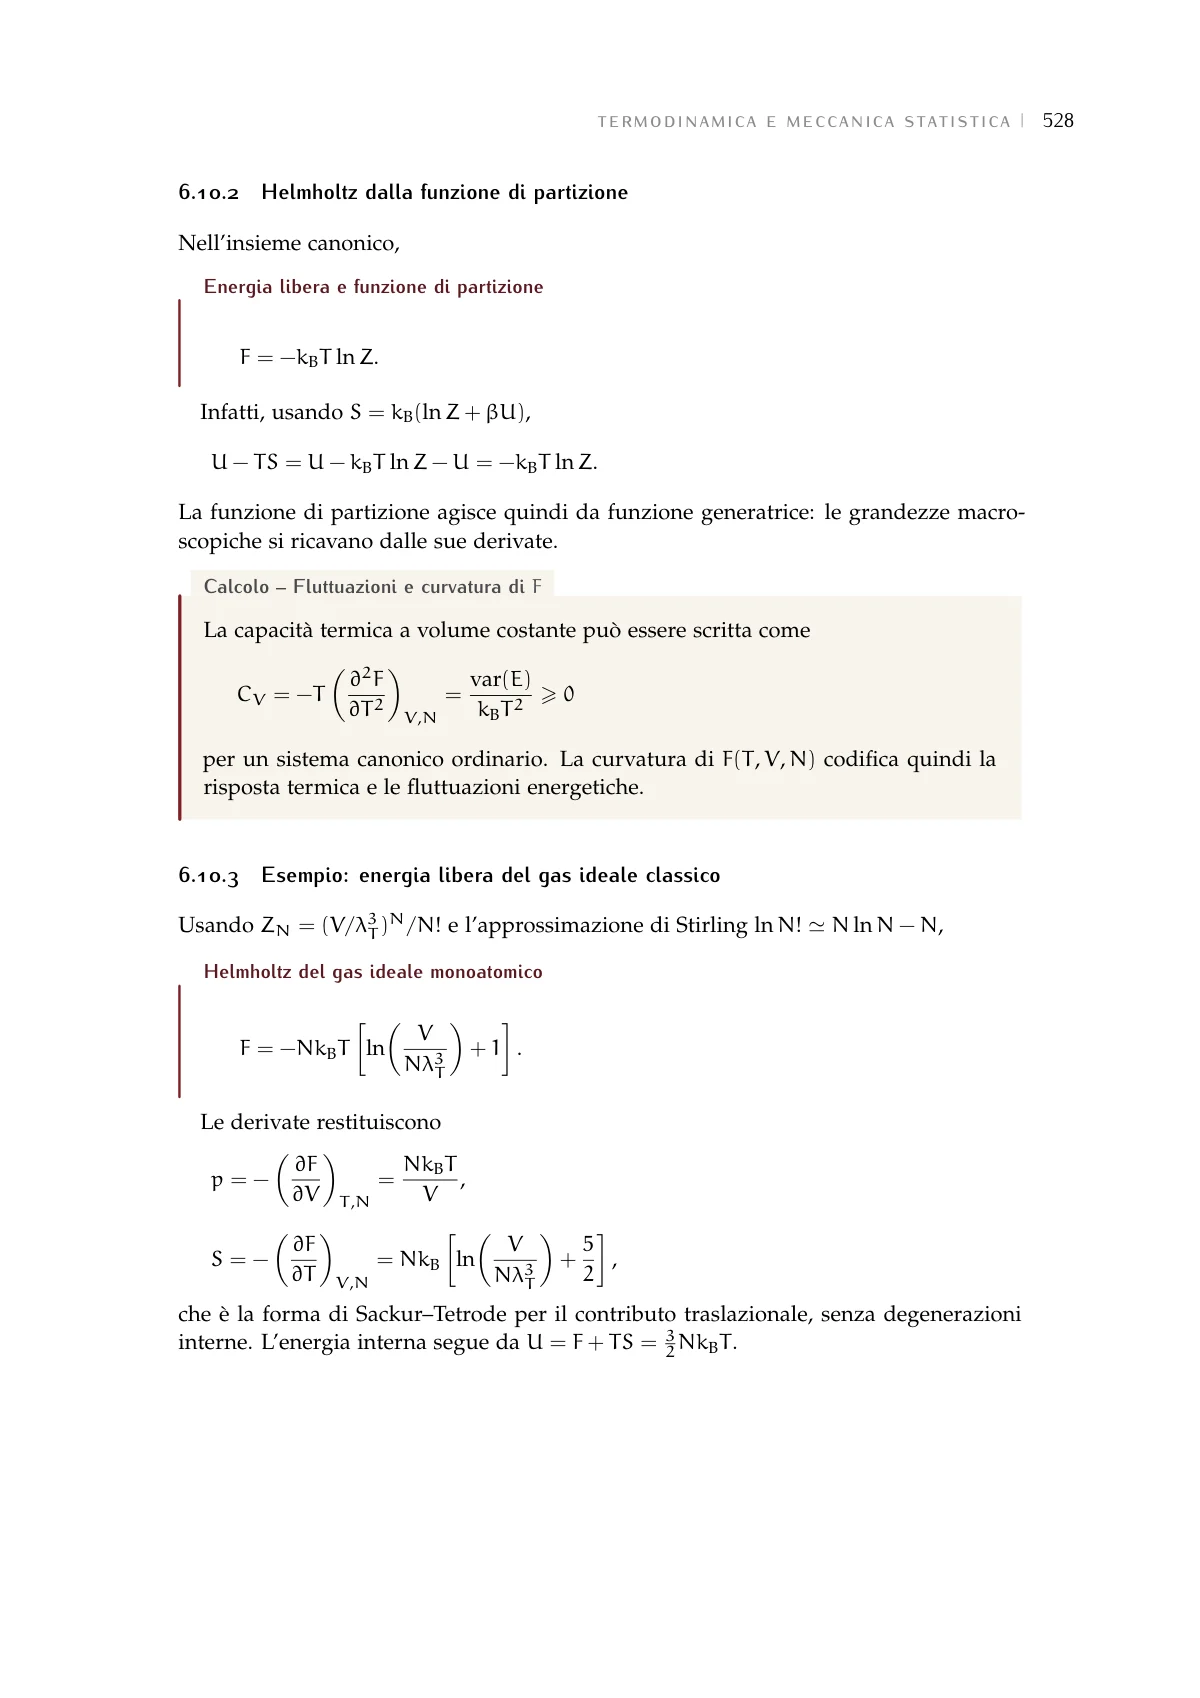 TERMODINAMICA E MECCANICA STATISTICA | 528
6.10.2 Helmholtz dalla funzione di partizione
Nell'insieme canonico,
Energia libera e funzione di partizione
F = −k_B T ln Z.
Infatti, usando S = k_B(ln Z + βU),
U − TS = U − k_B T ln Z − U = −k_B T ln Z.
La funzione di partizione agisce quindi da funzione generatrice: le grandezze macro-
scopiche si ricavano dalle sue derivate.
Calcolo – Fluttuazioni e curvatura di F
La capacità termica a volume costante può essere scritta come
C_V = −T (∂²F/∂T²)_{V,N} = var(E)/(k_B T²) ⩾ 0
per un sistema canonico ordinario. La curvatura di F(T, V, N) codifica quindi la
risposta termica e le fluttuazioni energetiche.
6.10.3 Esempio: energia libera del gas ideale classico
Usando Z_N = (V/λ_T³)^N/N! e l'approssimazione di Stirling ln N! ≃ N ln N − N,
Helmholtz del gas ideale monoatomico
F = −Nk_B T [ln(V/(Nλ_T³)) + 1].
Le derivate restituiscono
p = −(∂F/∂V)_{T,N} = Nk_B T/V,
S = −(∂F/∂T)_{V,N} = Nk_B [ln(V/(Nλ_T³)) + 5/2],
che è la forma di Sackur–Tetrode per il contributo traslazionale, senza degenerazioni
interne. L'energia interna segue da U = F + TS = 3/2 Nk_B T.